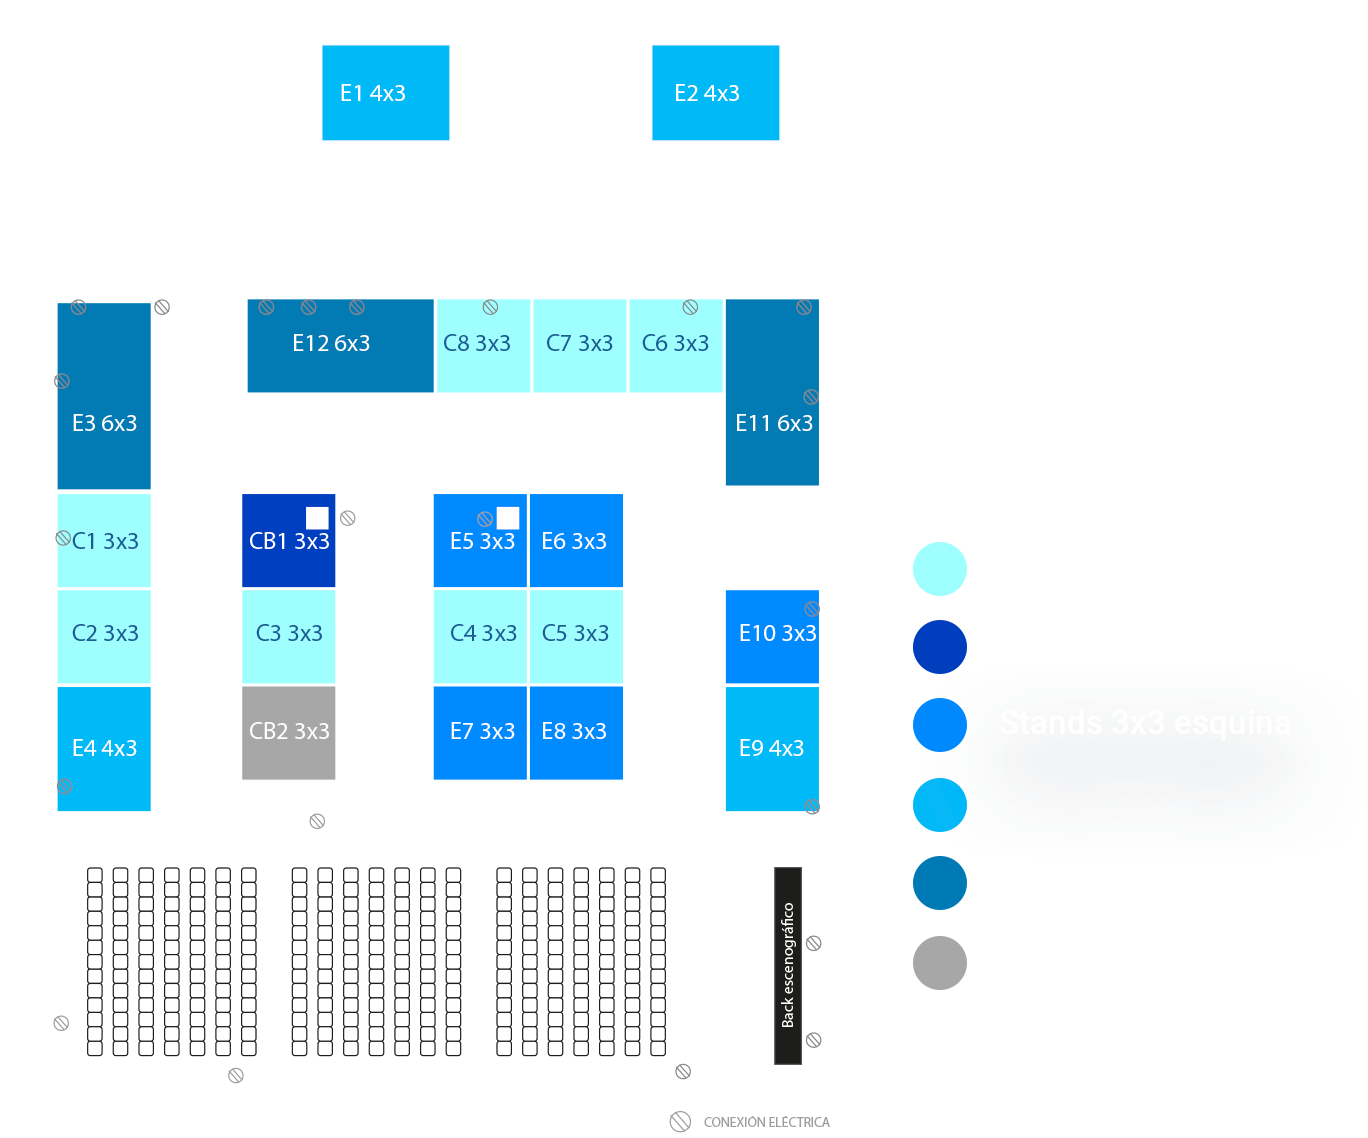 E1 4x3
E2 4x3
E12 6x3
C8 3x3
C7 3x3
C6 3x3
E3 6x3
E11 6x3
C1 3x3
CB1 3x3
E5 3x3
E6 3x3
C2 3x3
C3 3x3
C4 3x3
C5 3x3
E10 3x3
Stands 3x3 esquina
CB2 3x3
E7 3x3
E8 3x3
E4 4x3
E9 4x3
Back escenográfico
CONEXIÓN ELÉCTRICA